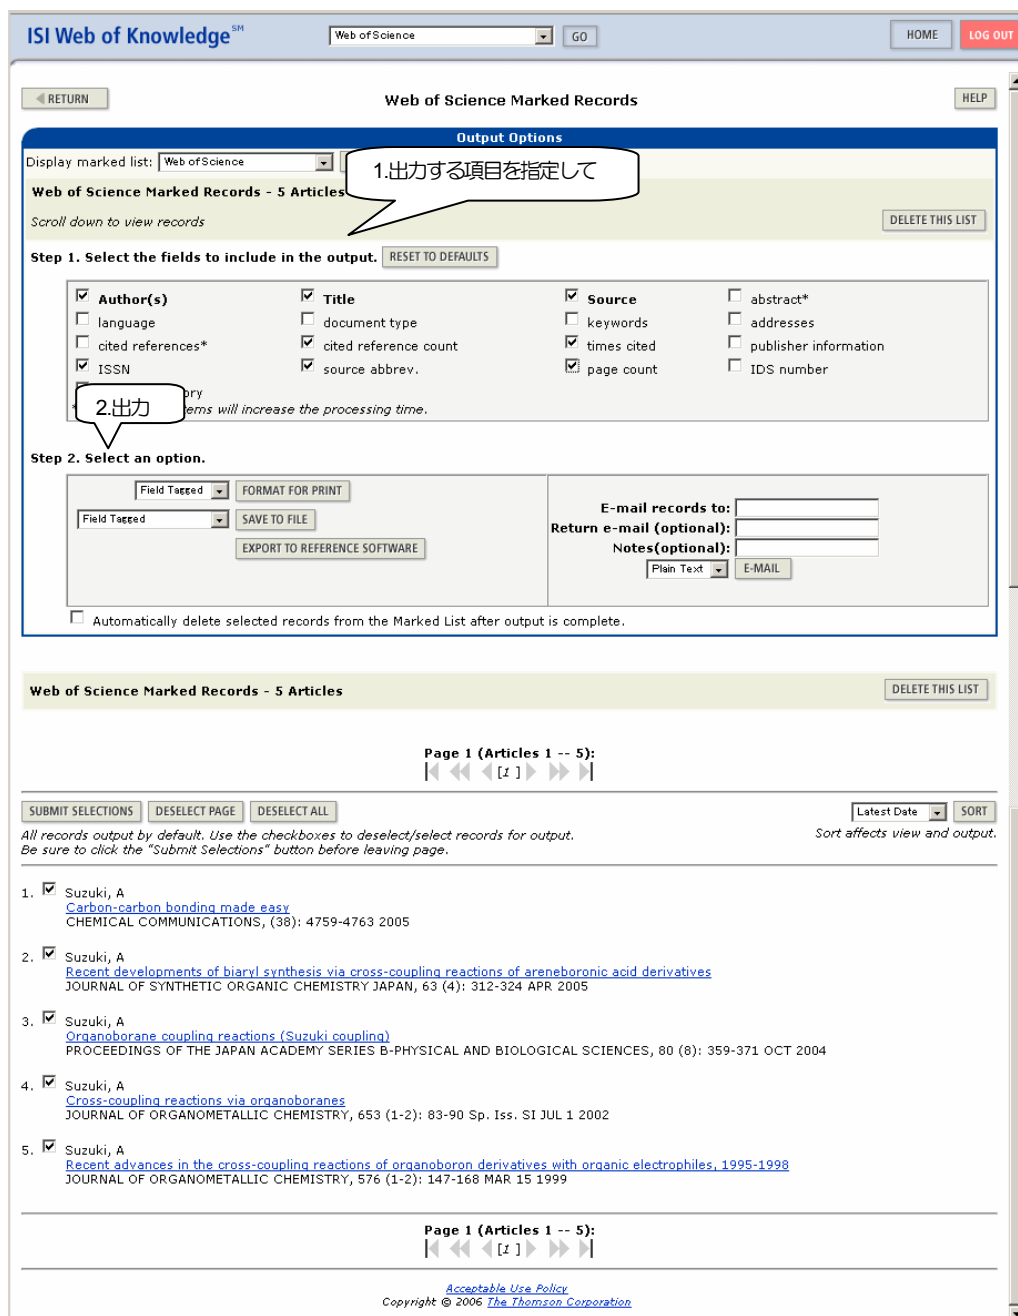 ISI Web of Knowledge℠ Web of Science GO HOME LOG OUT
RETURN Web of Science Marked Records HELP
Output Options
Display marked list: Web of Science
1.出力する項目を指定して
Web of Science Marked Records - 5 Articles
Scroll down to view records DELETE THIS LIST
Step 1. Select the fields to include in the output. RESET TO DEFAULTS
Author(s) Title Source abstract*
language document type keywords addresses
cited references* cited reference count times cited publisher information
ISSN source abbrev. page count IDS number
ory
2.出力
* ems will increase the processing time.
Step 2. Select an option.
Field Tagged FORMAT FOR PRINT
Field Tagged SAVE TO FILE
EXPORT TO REFERENCE SOFTWARE
E-mail records to:
Return e-mail (optional):
Notes(optional):
Plain Text E-MAIL
Automatically delete selected records from the Marked List after output is complete.
Web of Science Marked Records - 5 Articles DELETE THIS LIST
Page 1 (Articles 1 -- 5):
[1]
SUBMIT SELECTIONS DESELECT PAGE DESELECT ALL Latest Date SORT
All records output by default. Use the checkboxes to deselect/select records for output. Sort affects view and output.
Be sure to click the "Submit Selections" button before leaving page.
1. Suzuki, A
Carbon-carbon bonding made easy
CHEMICAL COMMUNICATIONS, (38): 4759-4763 2005
2. Suzuki, A
Recent developments of biaryl synthesis via cross-coupling reactions of areneboronic acid derivatives
JOURNAL OF SYNTHETIC ORGANIC CHEMISTRY JAPAN, 63 (4): 312-324 APR 2005
3. Suzuki, A
Organoborane coupling reactions (Suzuki coupling)
PROCEEDINGS OF THE JAPAN ACADEMY SERIES B-PHYSICAL AND BIOLOGICAL SCIENCES, 80 (8): 359-371 OCT 2004
4. Suzuki, A
Cross-coupling reactions via organoboranes
JOURNAL OF ORGANOMETALLIC CHEMISTRY, 653 (1-2): 83-90 Sp. Iss. SI JUL 1 2002
5. Suzuki, A
Recent advances in the cross-coupling reactions of organoboron derivatives with organic electrophiles, 1995-1998
JOURNAL OF ORGANOMETALLIC CHEMISTRY, 576 (1-2): 147-168 MAR 15 1999
Page 1 (Articles 1 -- 5):
[1]
Acceptable Use Policy
Copyright © 2006 The Thomson Corporation